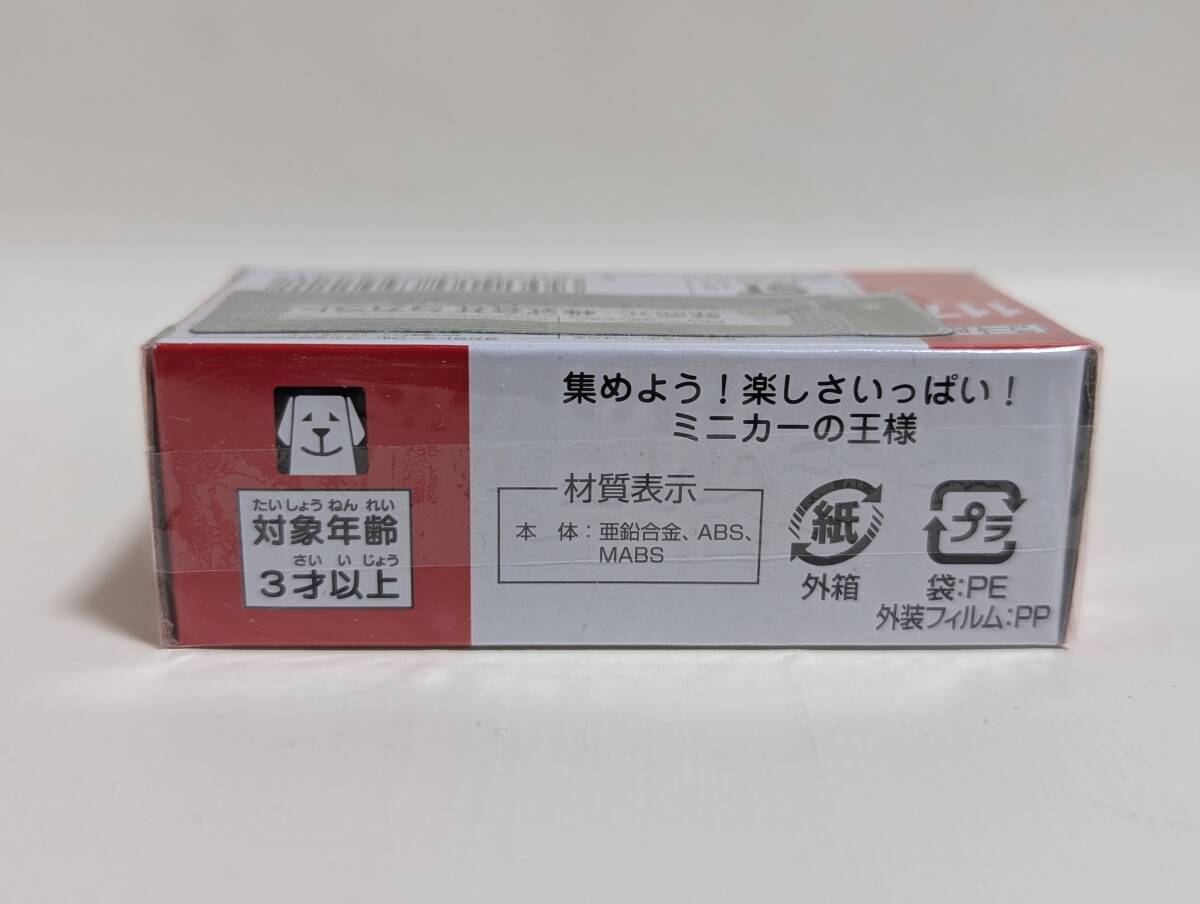 117
集めよう！楽しさいっぱい！
ミニカーの王様
たいしょう ねん れい
対象年齢
さい い じょう
3才以上
材質表示
本 体：亜鉛合金、ABS、
MABS
紙
外箱
プラ
袋：PE
外装フィルム：PP